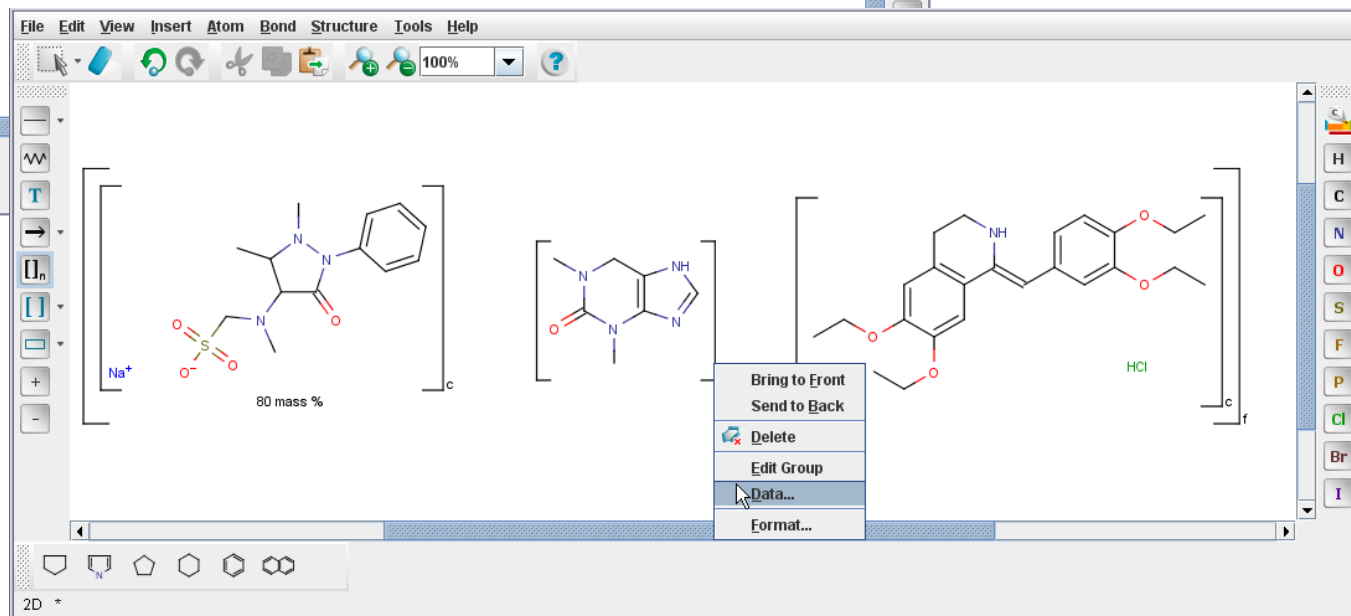 File Edit View Insert Atom Bond Structure Tools Help
100% ?
T
[]n
[ ]
+
-
N
N
O
N
S
O
O
O-
Na+
80 mass %
c
N
NH
O
N
N
NH
O
O
O
O
HCl
c
f
Bring to Front
Send to Back
Delete
Edit Group
Data...
Format...
C
H
C
N
O
S
F
P
Cl
Br
I
N
2D *